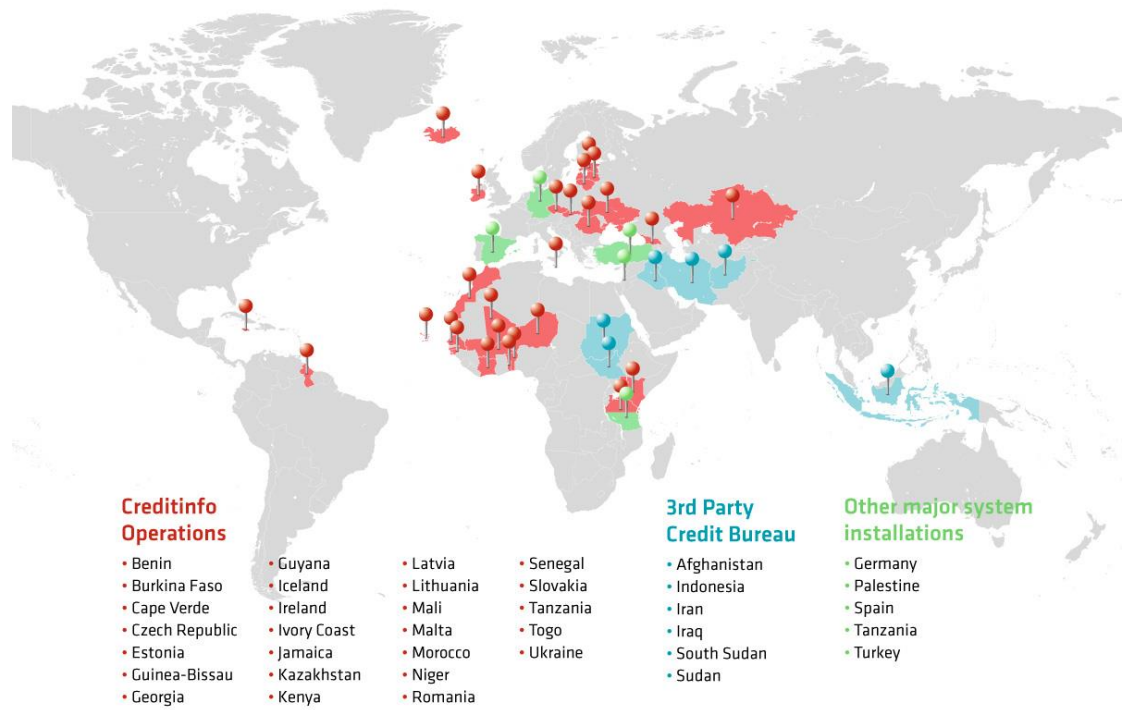 Creditinfo
Operations
• Benin
• Burkina Faso
• Cape Verde
• Czech Republic
• Estonia
• Guinea-Bissau
• Georgia
• Guyana
• Iceland
• Ireland
• Ivory Coast
• Jamaica
• Kazakhstan
• Kenya
• Latvia
• Lithuania
• Mali
• Malta
• Morocco
• Niger
• Romania
• Senegal
• Slovakia
• Tanzania
• Togo
• Ukraine
3rd Party
Credit Bureau
• Afghanistan
• Indonesia
• Iran
• Iraq
• South Sudan
• Sudan
Other major system
installations
• Germany
• Palestine
• Spain
• Tanzania
• Turkey